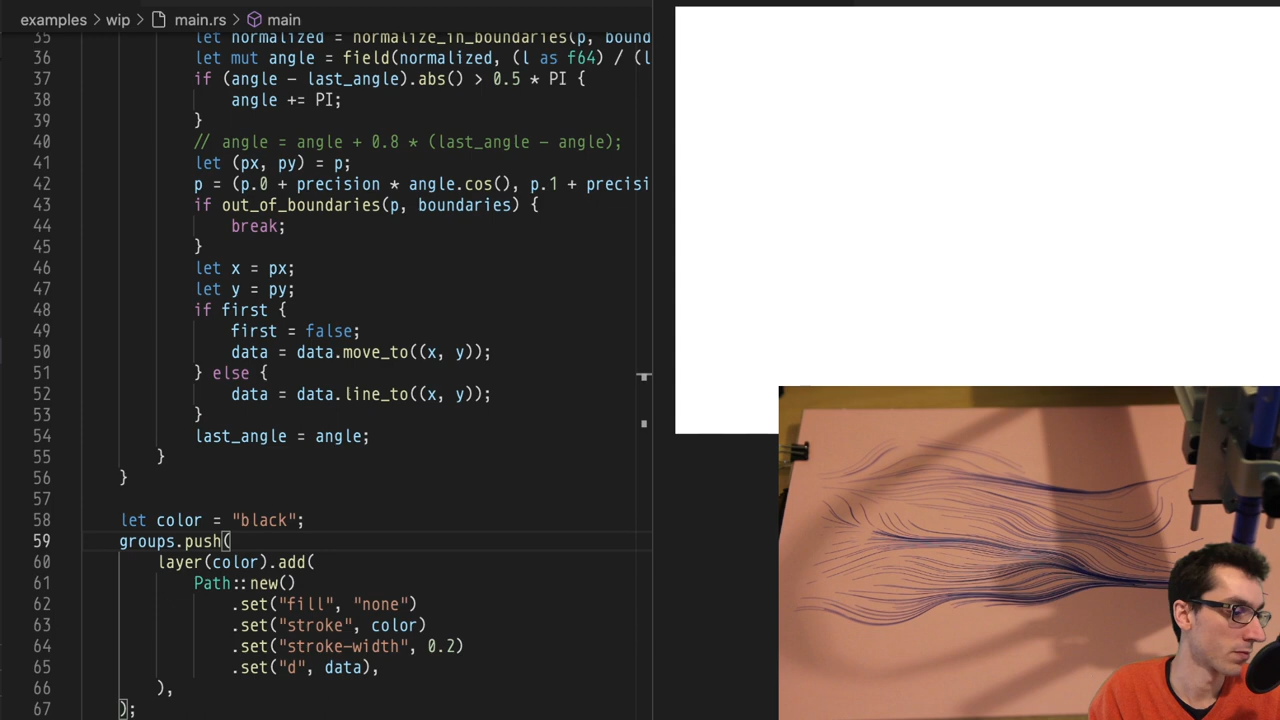 examples › wip › main.rs › main
35 let normalized = normalize_in_boundaries(p, bound
36 let mut angle = field(normalized, (l as f64) / (l
37 if (angle - last_angle).abs() > 0.5 * PI {
38 angle += PI;
39 }
40 // angle = angle + 0.8 * (last_angle - angle);
41 let (px, py) = p;
42 p = (p.0 + precision * angle.cos(), p.1 + precisi
43 if out_of_boundaries(p, boundaries) {
44 break;
45 }
46 let x = px;
47 let y = py;
48 if first {
49 first = false;
50 data = data.move_to((x, y));
51 } else {
52 data = data.line_to((x, y));
53 }
54 last_angle = angle;
55 }
56 }
57
58 let color = "black";
59 groups.push(
60 layer(color).add(
61 Path::new()
62 .set("fill", "none")
63 .set("stroke", color)
64 .set("stroke-width", 0.2)
65 .set("d", data),
66 ),
67 );